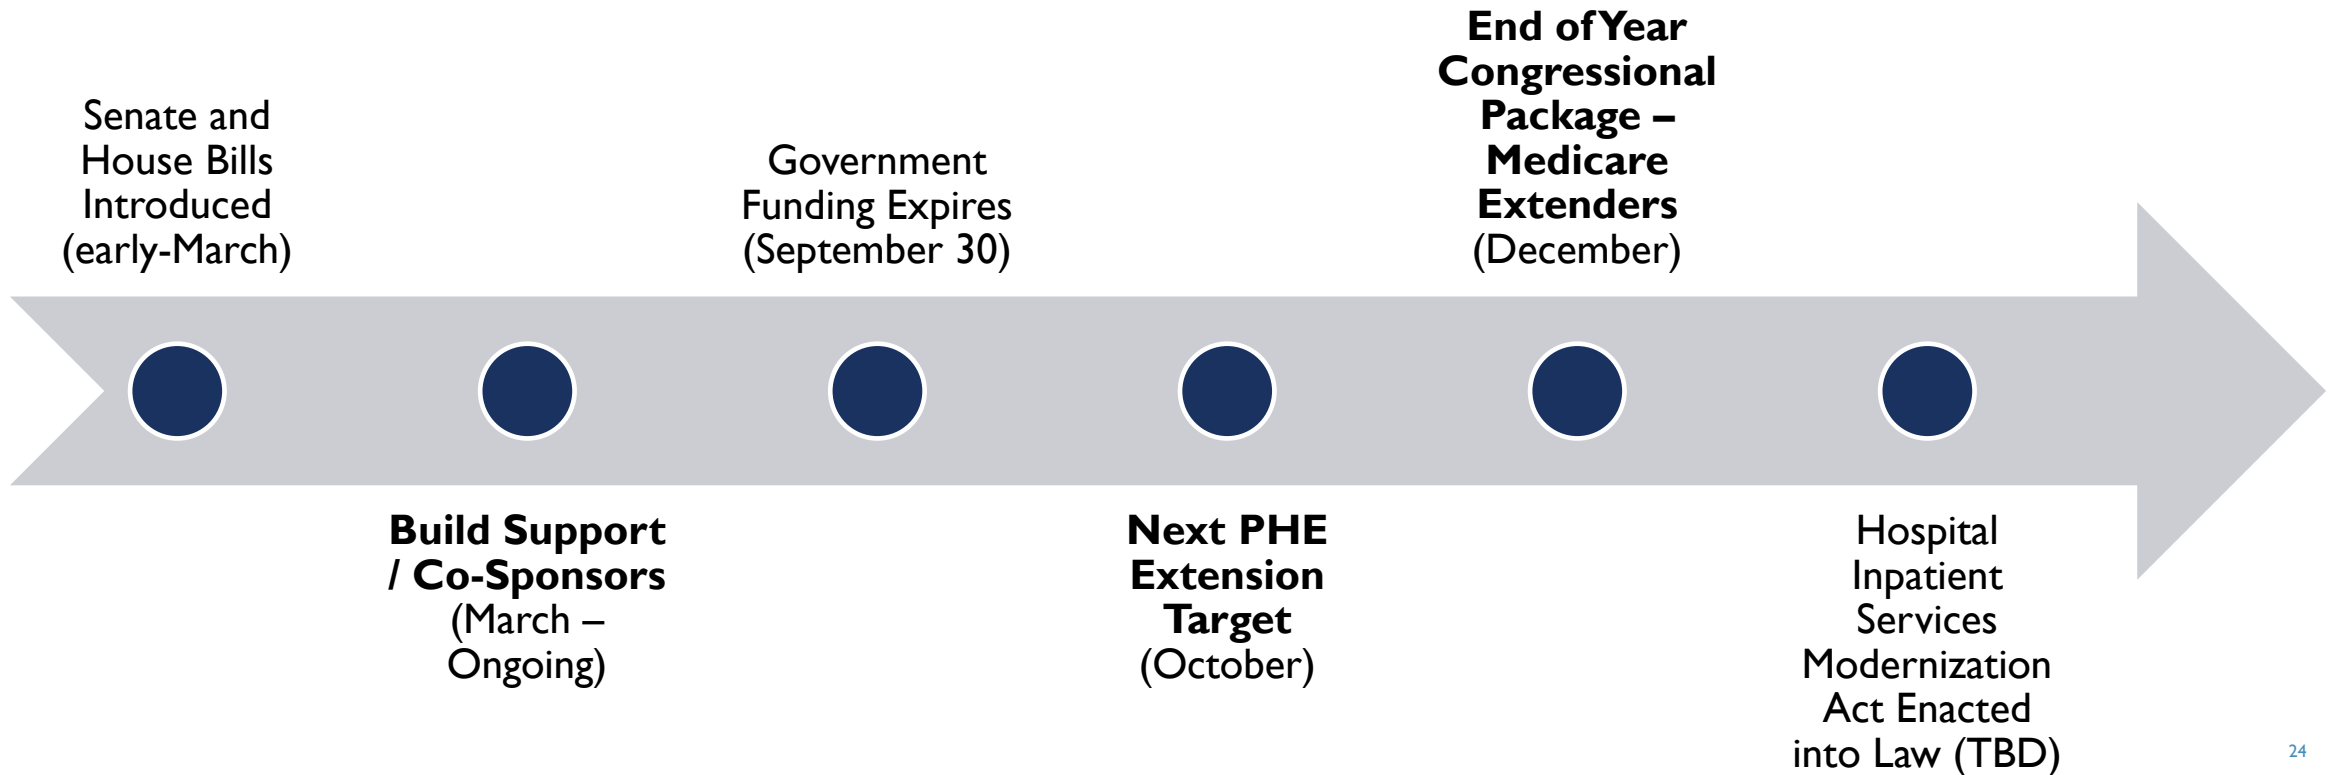 Senate and
House Bills
Introduced
(early-March)
Build Support
/ Co-Sponsors
(March –
Ongoing)
Government
Funding Expires
(September 30)
Next PHE
Extension
Target
(October)
End of Year
Congressional
Package –
Medicare
Extenders
(December)
Hospital
Inpatient
Services
Modernization
Act Enacted
into Law (TBD)
24